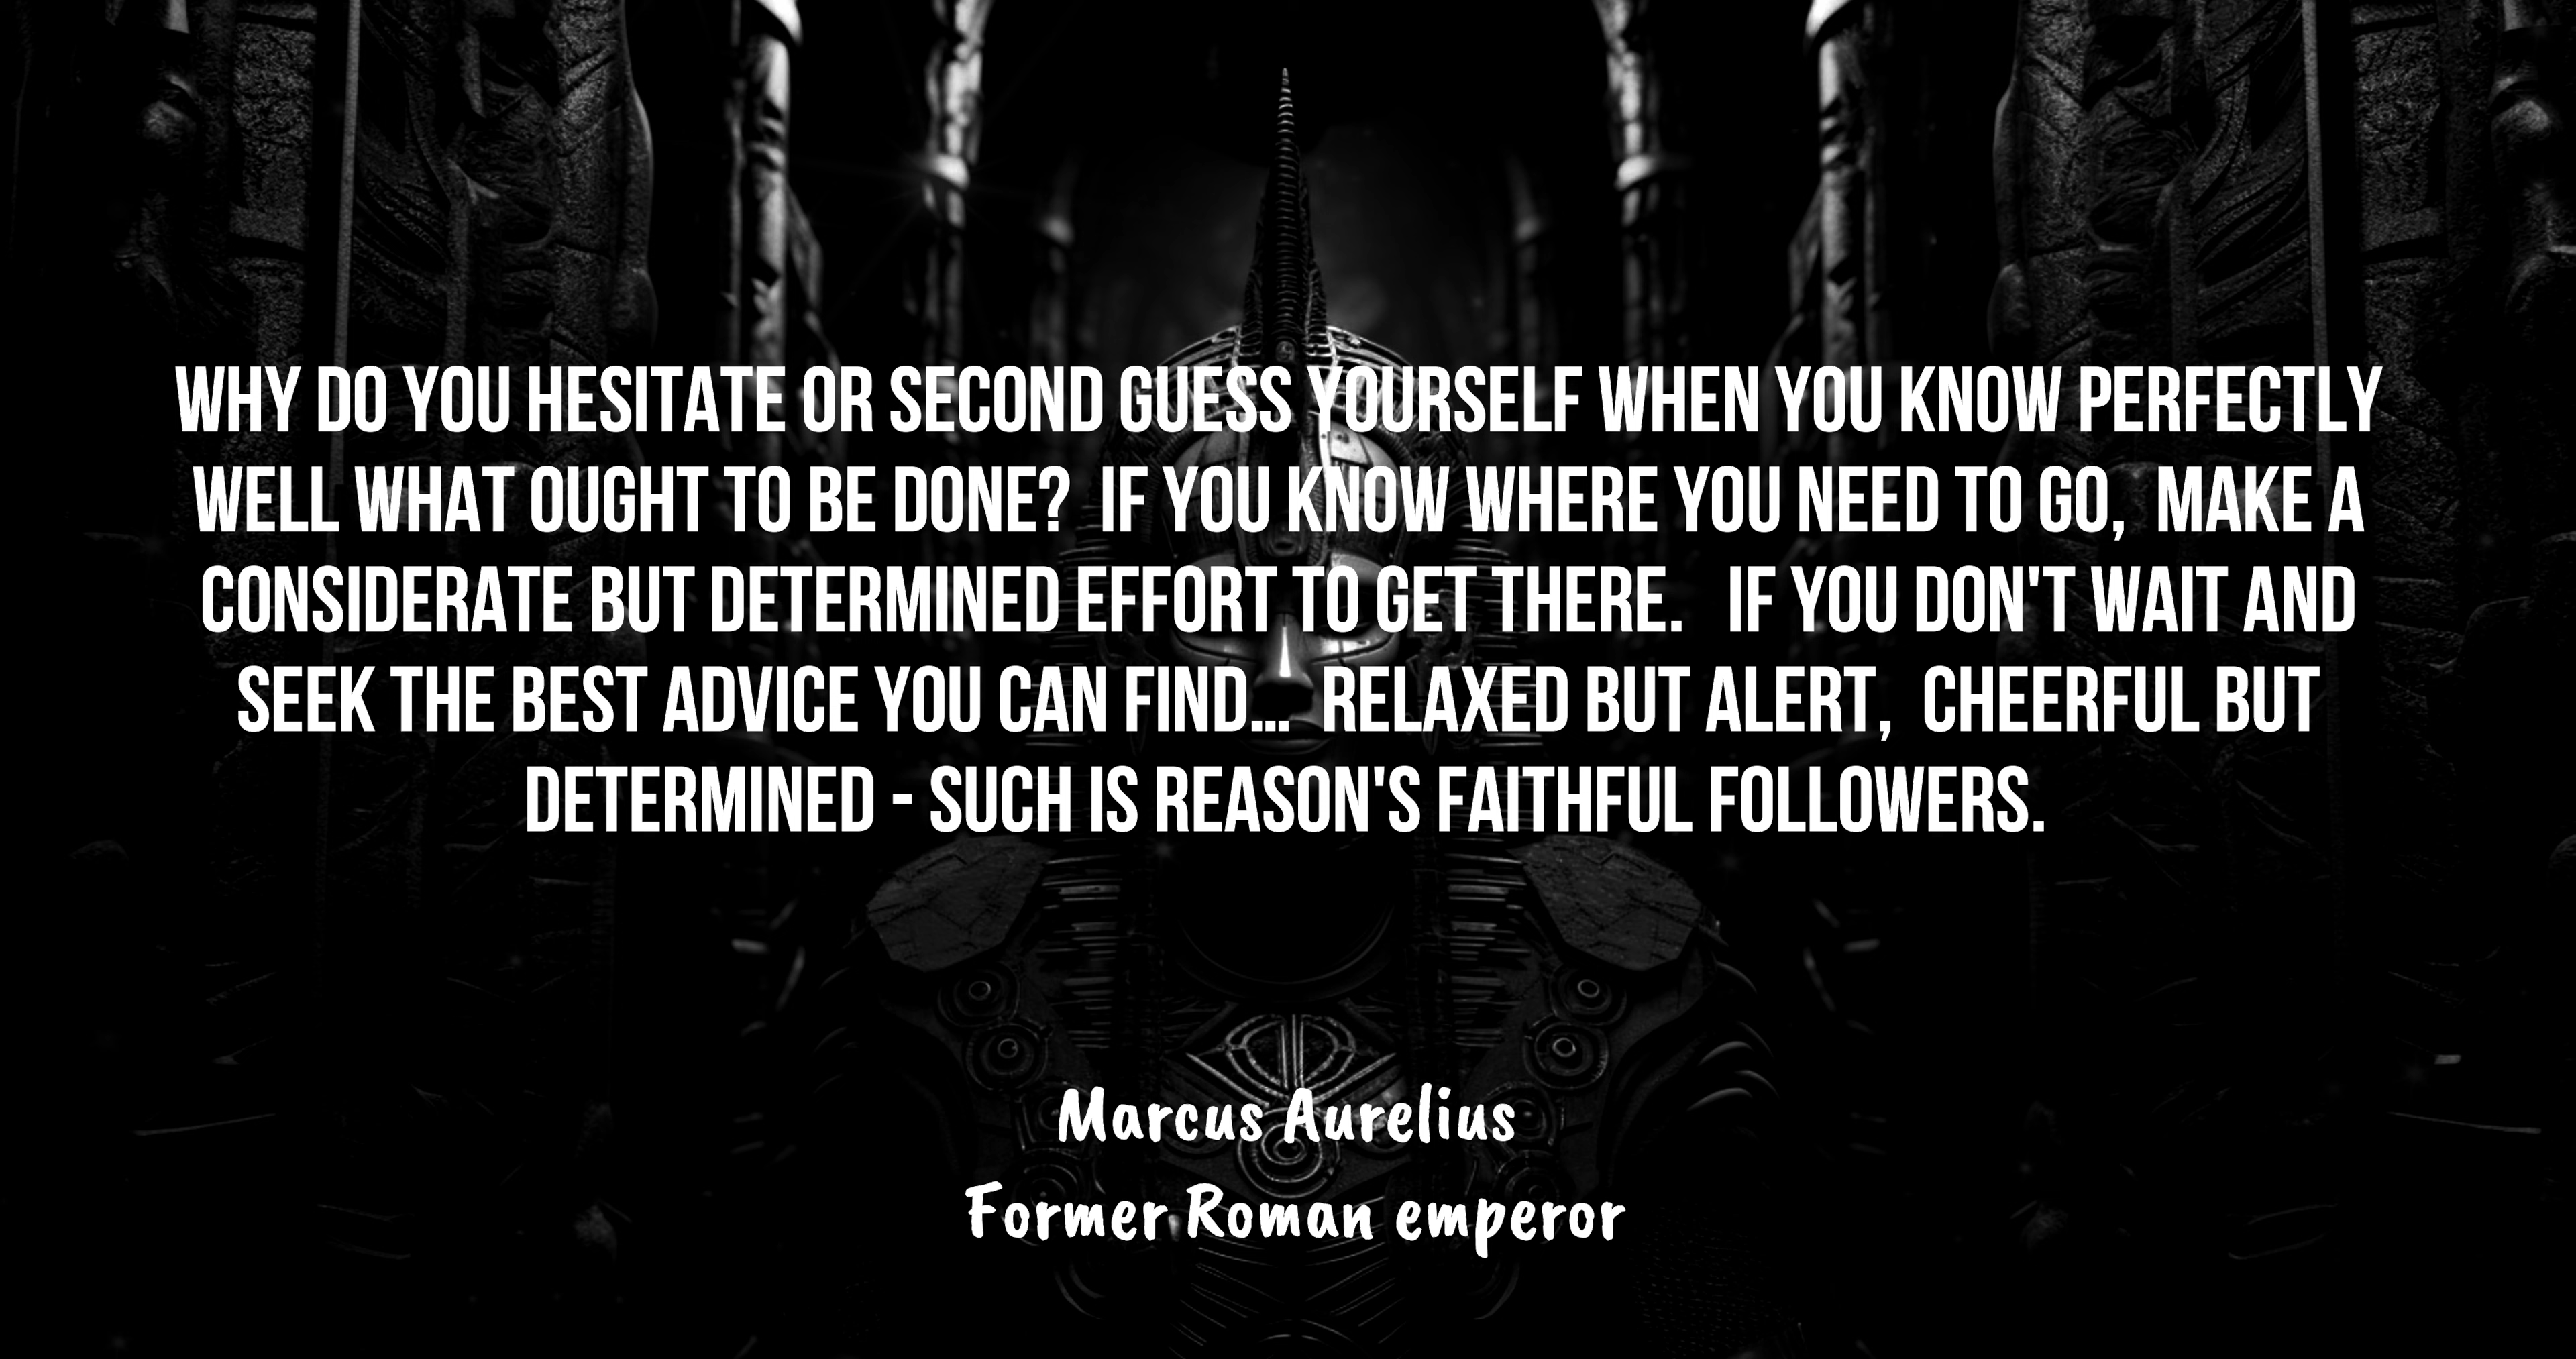 WHY DO YOU HESITATE OR SECOND GUESS YOURSELF WHEN YOU KNOW PERFECTLY
WELL WHAT OUGHT TO BE DONE? IF YOU KNOW WHERE YOU NEED TO GO, MAKE A
CONSIDERATE BUT DETERMINED EFFORT TO GET THERE. IF YOU DON'T WAIT AND
SEEK THE BEST ADVICE YOU CAN FIND... RELAXED BUT ALERT, CHEERFUL BUT
DETERMINED - SUCH IS REASON'S FAITHFUL FOLLOWERS.
Marcus Aurelius
Former Roman emperor